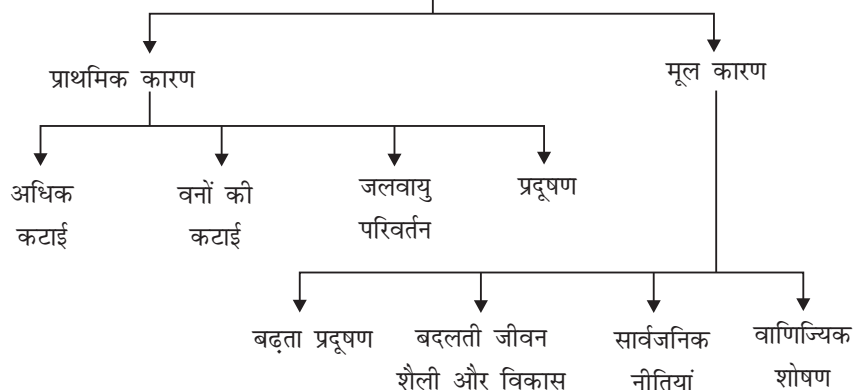 प्राथमिक कारण
मूल कारण
अधिक
कटाई
वनों की
कटाई
जलवायु
परिवर्तन
प्रदूषण
बढ़ता प्रदूषण
बदलती जीवन
शैली और विकास
सार्वजनिक
नीतियां
वाणिज्यिक
शोषण